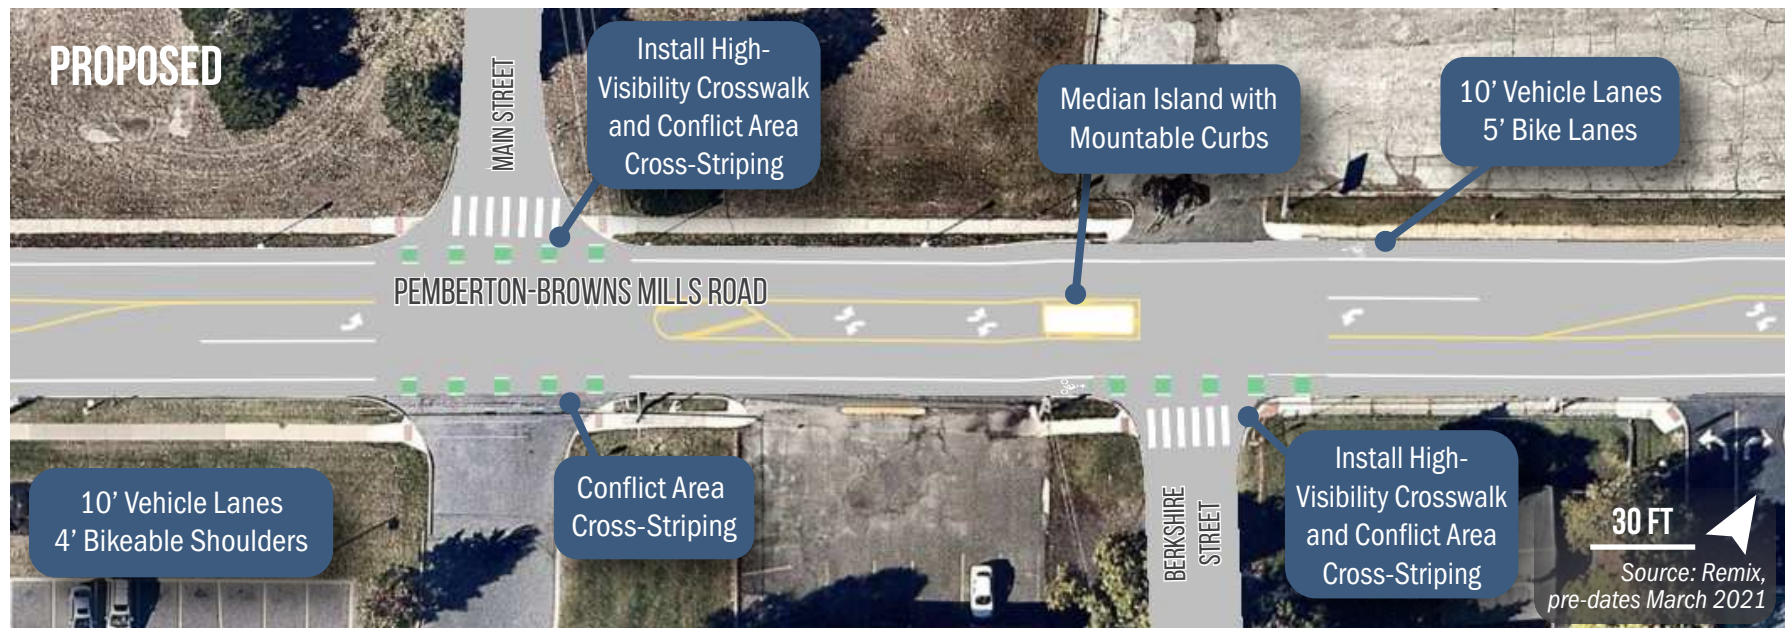 PROPOSED
MAIN STREET
Install High-
Visibility Crosswalk
and Conflict Area
Cross-Striping
Median Island with
Mountable Curbs
10’ Vehicle Lanes
5’ Bike Lanes
PEMBERTON-BROWNS MILLS ROAD
10’ Vehicle Lanes
4’ Bikeable Shoulders
Conflict Area
Cross-Striping
BERKSHIRE
STREET
Install High-
Visibility Crosswalk
and Conflict Area
Cross-Striping
30 FT
Source: Remix,
pre-dates March 2021